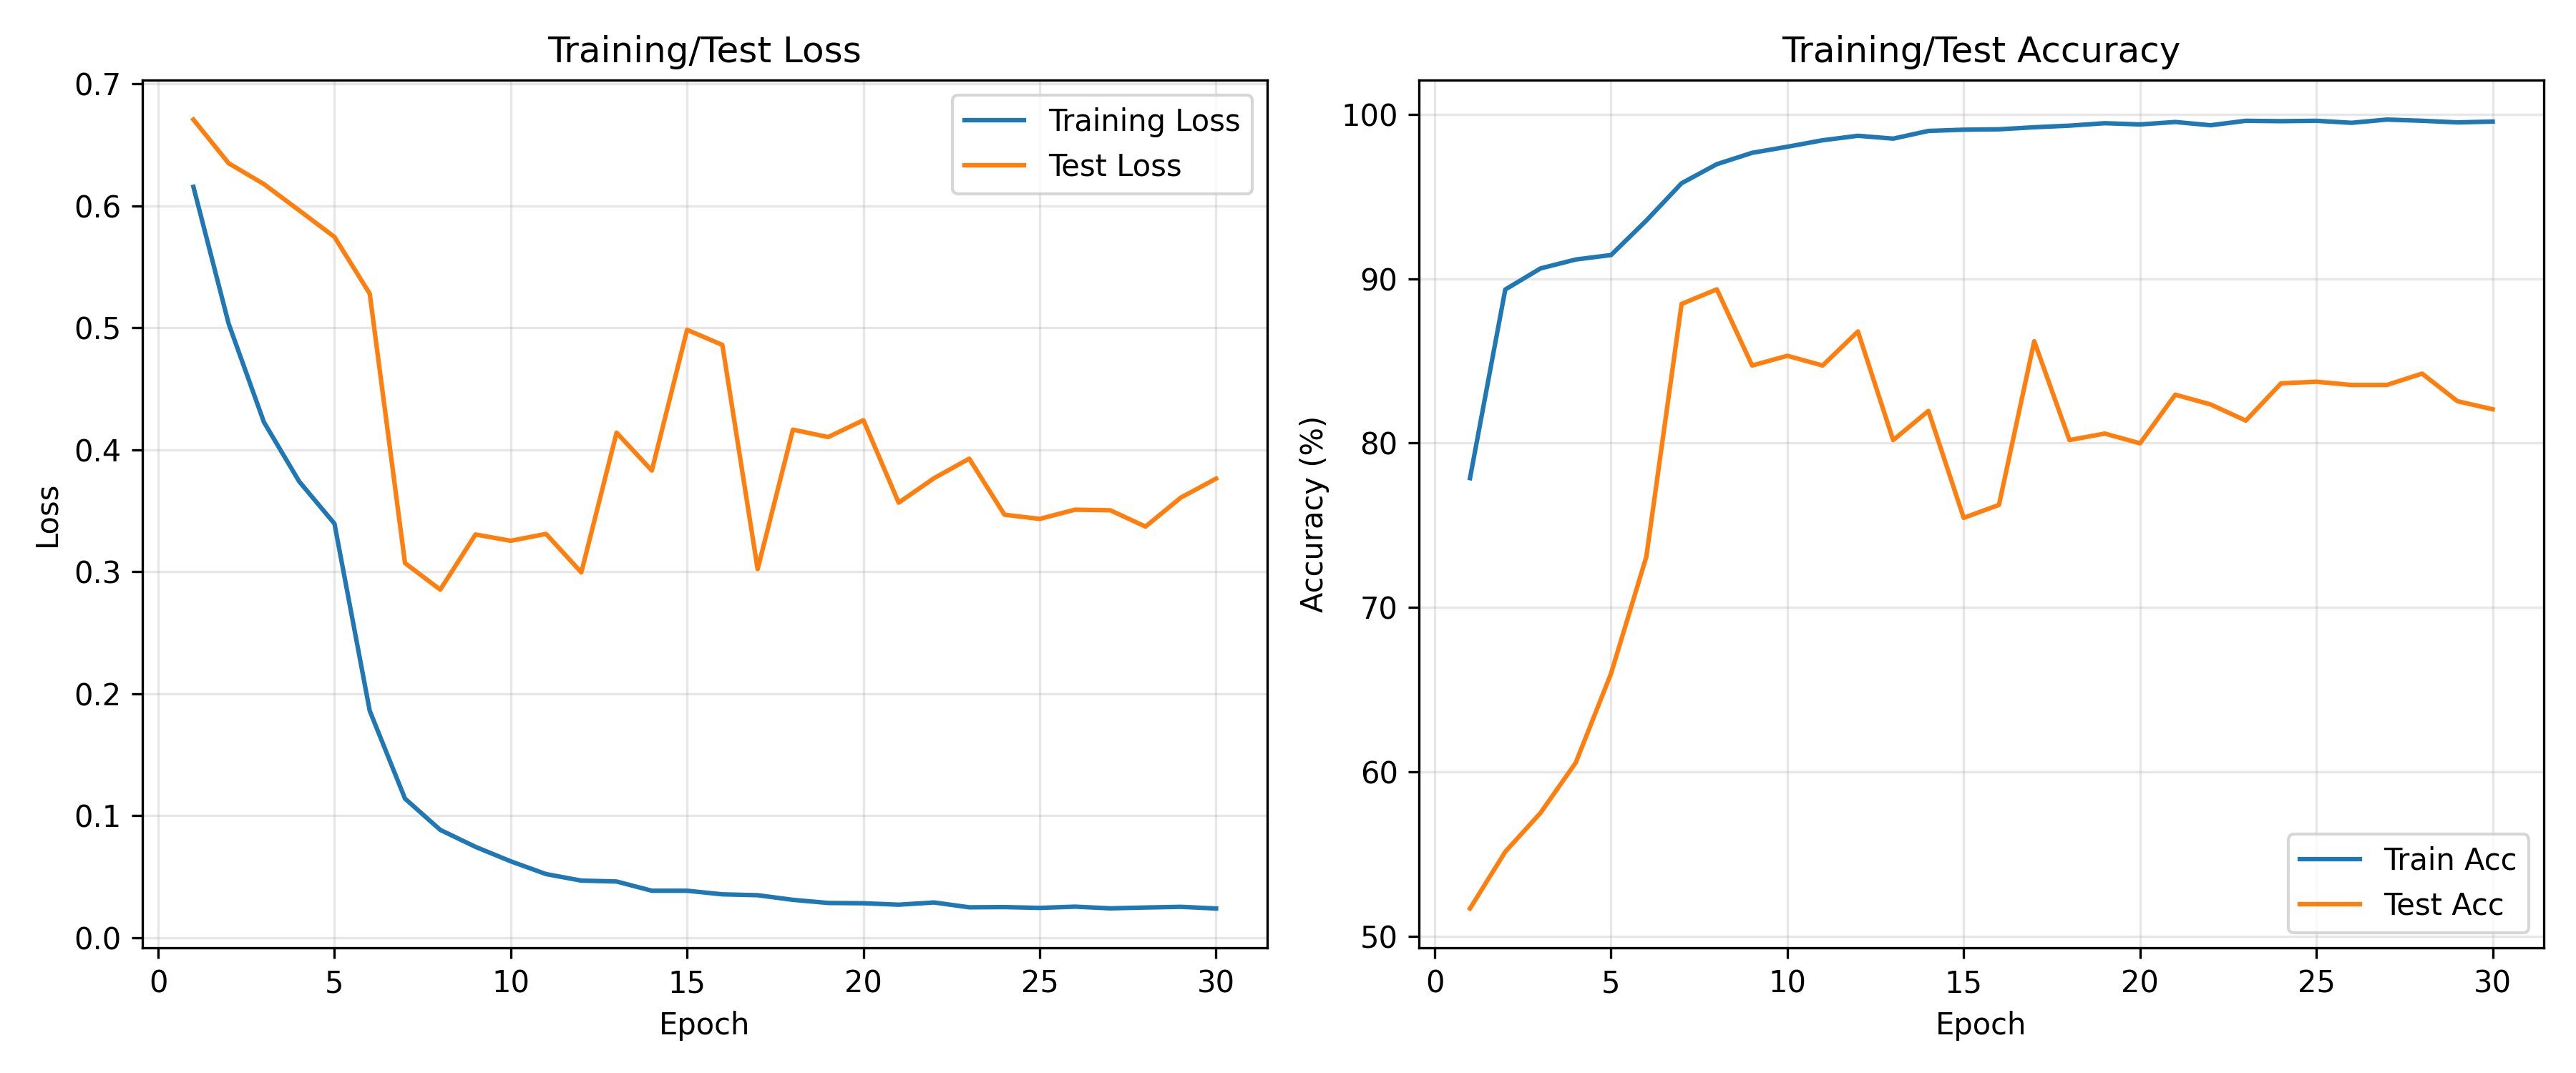 Training/Test Loss
0.7
0.6
0.5
0.4
0.3
0.2
0.1
0.0
Loss
Training Loss
Test Loss
0 5 10 15 20 25 30
Epoch
Training/Test Accuracy
100
90
80
70
60
50
Accuracy (%)
Train Acc
Test Acc
0 5 10 15 20 25 30
Epoch